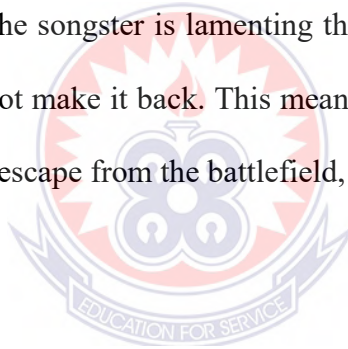 he songster is lamenting th
ot make it back. This mean
escape from the battlefield,
EDUCATION FOR SERVICE